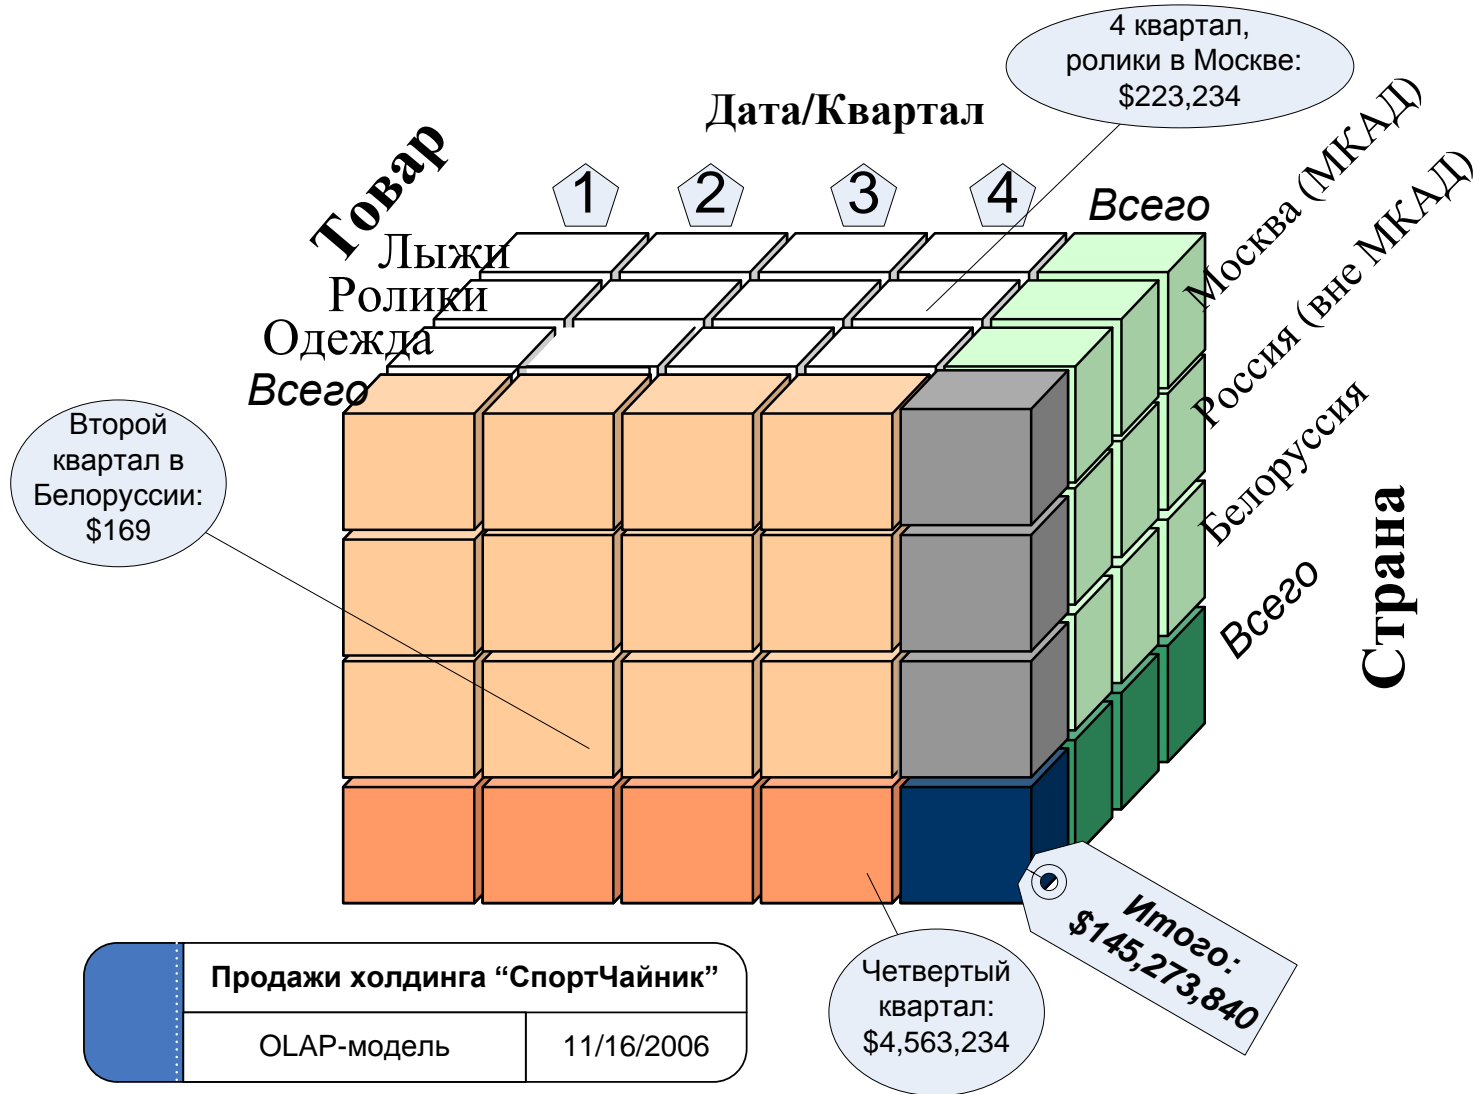 4 квартал,
ролики в Москве:
$223,234
Дата/Квартал
Товар
1 2 3 4 Всего
Лыжи
Ролики
Одежда
Всего
Москва (МКАД)
Россия (вне МКАД)
Белоруссия
Всего
Страна
Второй
квартал в
Белоруссии:
$169
Итого:
$145,273,840
Четвертый
квартал:
$4,563,234
Продажи холдинга “СпортЧайник”
OLAP-модель 11/16/2006